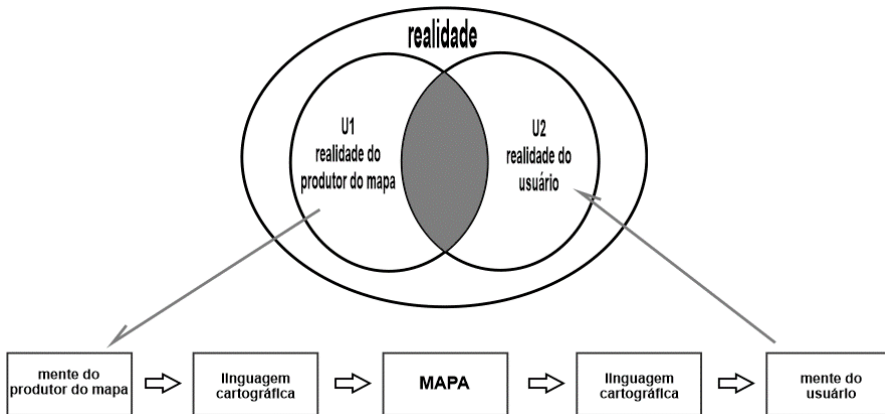 realidade
U1
realidade do
produtor do mapa
U2
realidade do
usuário
mente do
produtor do mapa
linguagem
cartográfica
MAPA
linguagem
cartográfica
mente do
usuário